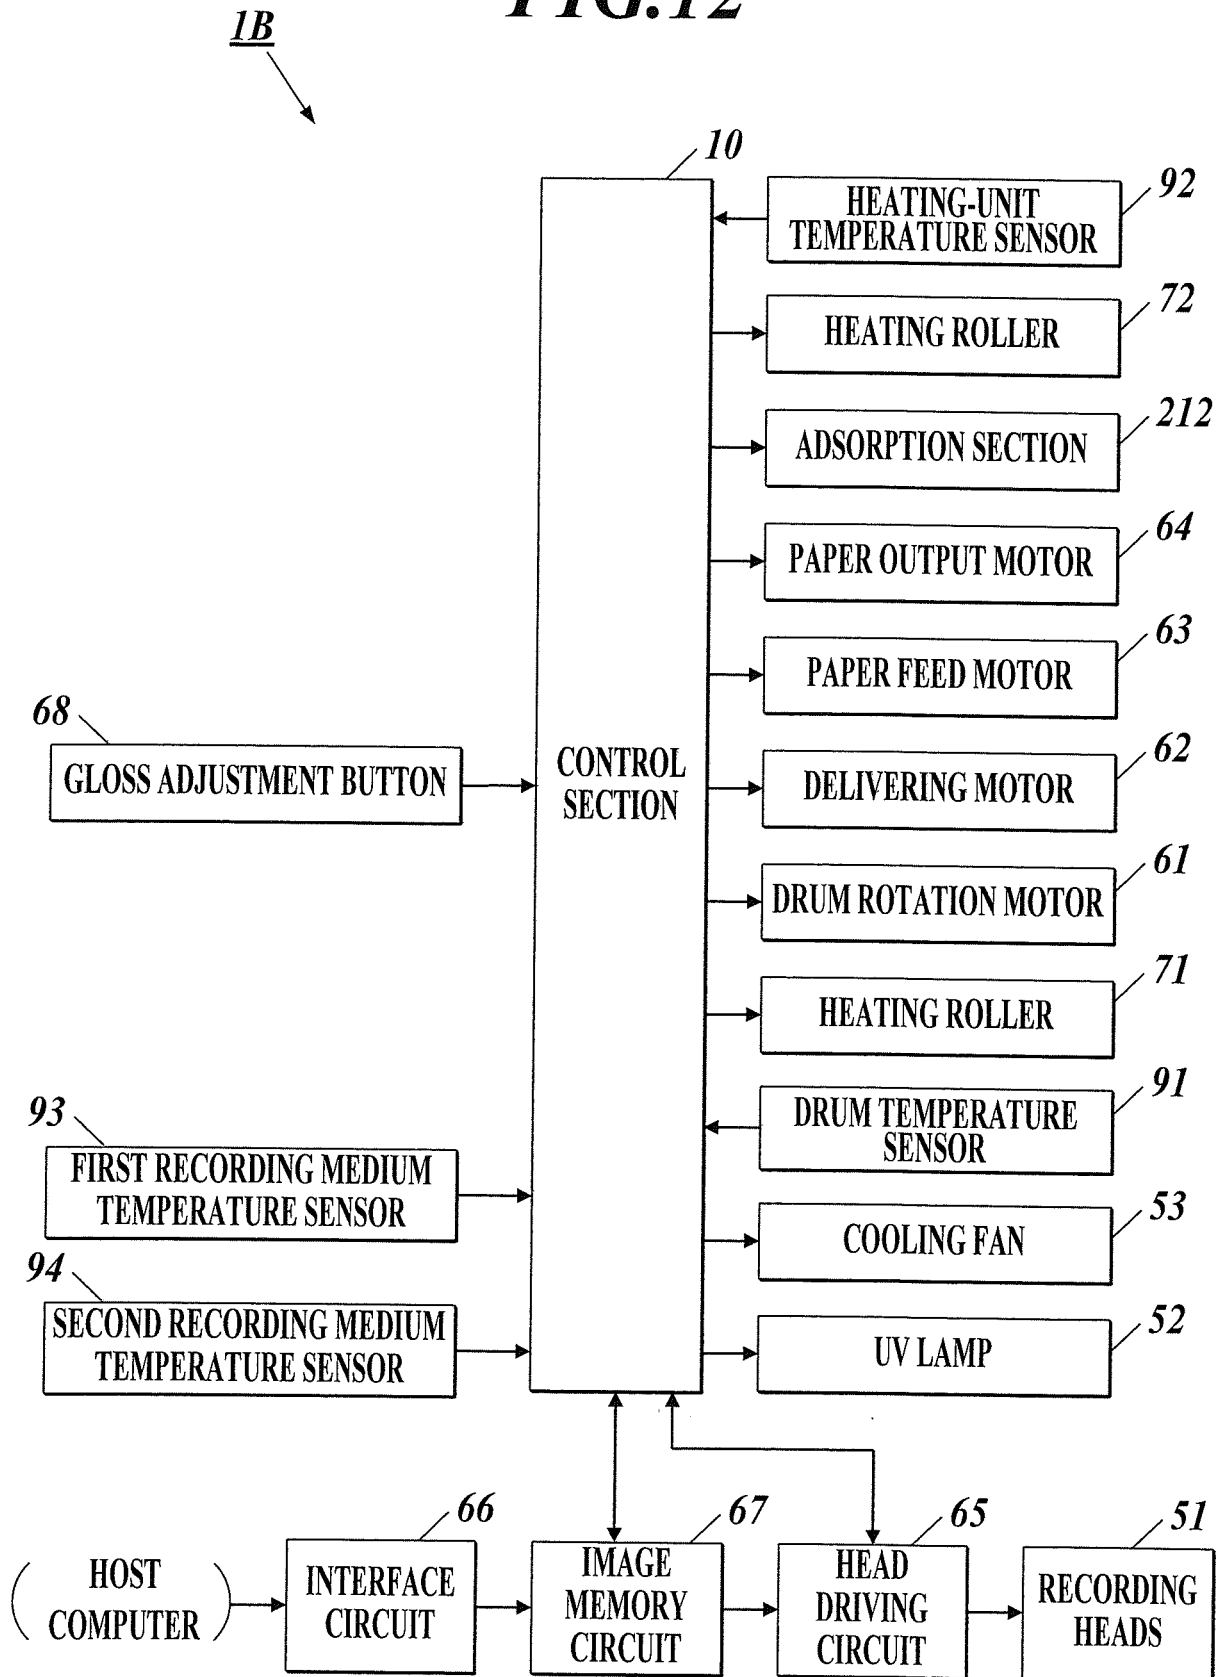 FIG.12
1B
10
HEATING-UNIT
TEMPERATURE SENSOR
92
HEATING ROLLER
72
ADSORPTION SECTION
212
PAPER OUTPUT MOTOR
64
PAPER FEED MOTOR
63
68
GLOSS ADJUSTMENT BUTTON
CONTROL
SECTION
DELIVERING MOTOR
62
DRUM ROTATION MOTOR
61
HEATING ROLLER
71
DRUM TEMPERATURE
SENSOR
91
93
FIRST RECORDING MEDIUM
TEMPERATURE SENSOR
COOLING FAN
53
94
SECOND RECORDING MEDIUM
TEMPERATURE SENSOR
UV LAMP
52
(HOST
COMPUTER)
66
INTERFACE
CIRCUIT
67
IMAGE
MEMORY
CIRCUIT
65
HEAD
DRIVING
CIRCUIT
51
RECORDING
HEADS